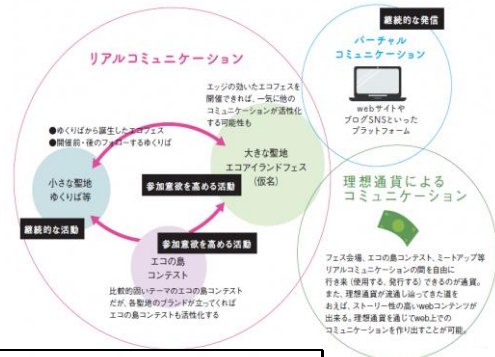 リアルコミュニケーション
エッジの効いたエコフェスを
開催できれば、一気に他の
コミュニケーションが活性化
する可能性も
●ゆくりばから誕生したエコフェス
●開催前・後のフォローするゆくりば
小さな聖地
ゆくりば等
継続的な活動
参加意欲を高める活動
大きな聖地
エコアイランドフェス
(仮名)
参加意欲を高める活動
エコの島
コンテスト
比較的固いテーマのエコの島コンテスト
だが、各聖地のブランドが立ってくれば
エコの島コンテストも活性化する
継続的な発信
バーチャル
コミュニケーション
webサイトや
ブログSNSといった
プラットフォーム
理想通貨による
コミュニケーション
フェス会場、エコの島コンテスト、ミートアップ等
リアルコミュニケーションの間を自由に
行き来（使用する、発行する）できるのが通貨。
また、理想通貨が流通し辿ってきた道を
おえば、ストーリー性の高いwebコンテンツが
出来る。理想通貨を通じてweb上での
コミュニケーションを作り出すことが可能。